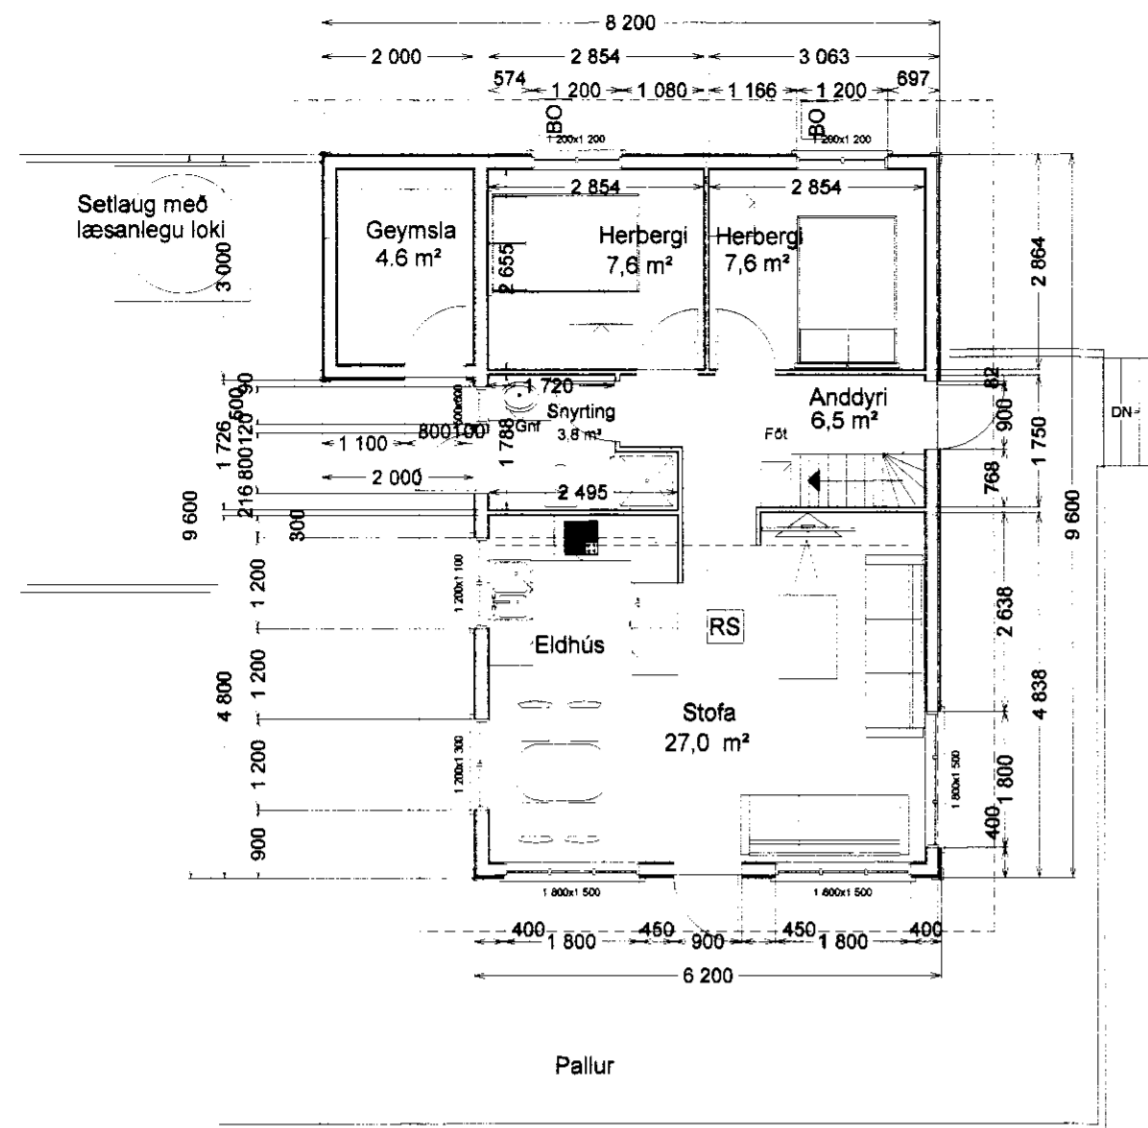 8 200
2 000
2 854
3 063
574
1 200
1 080
1 166
1 200
697
BO
BO
1 200x1 200
1 200x1 200
2 854
2 854
Setlaug með
læsanlegu loki
3 000
Geymsla
4.6 m²
2 655
Herbergi
7,6 m²
Herbergi
7,6 m²
2 864
90
600
120
1 726
800
216
9 600
1 100
800
100
2 000
600x600
1 720
Gnf
Snyrting
3.8 m²
1 788
2 495
Anddyri
6,5 m²
Föt
82
900
1 750
768
DN
9 600
300
1 200
1 200x1 100
1 200
4 800
1 200
1 200x1 300
900
Eldhús
RS
Stofa
27,0 m²
2 638
4 838
1 800
1 800x1 500
400
1 800x1 500
1 800x1 500
400
1 800
450
900
450
1 800
400
6 200
Pallur